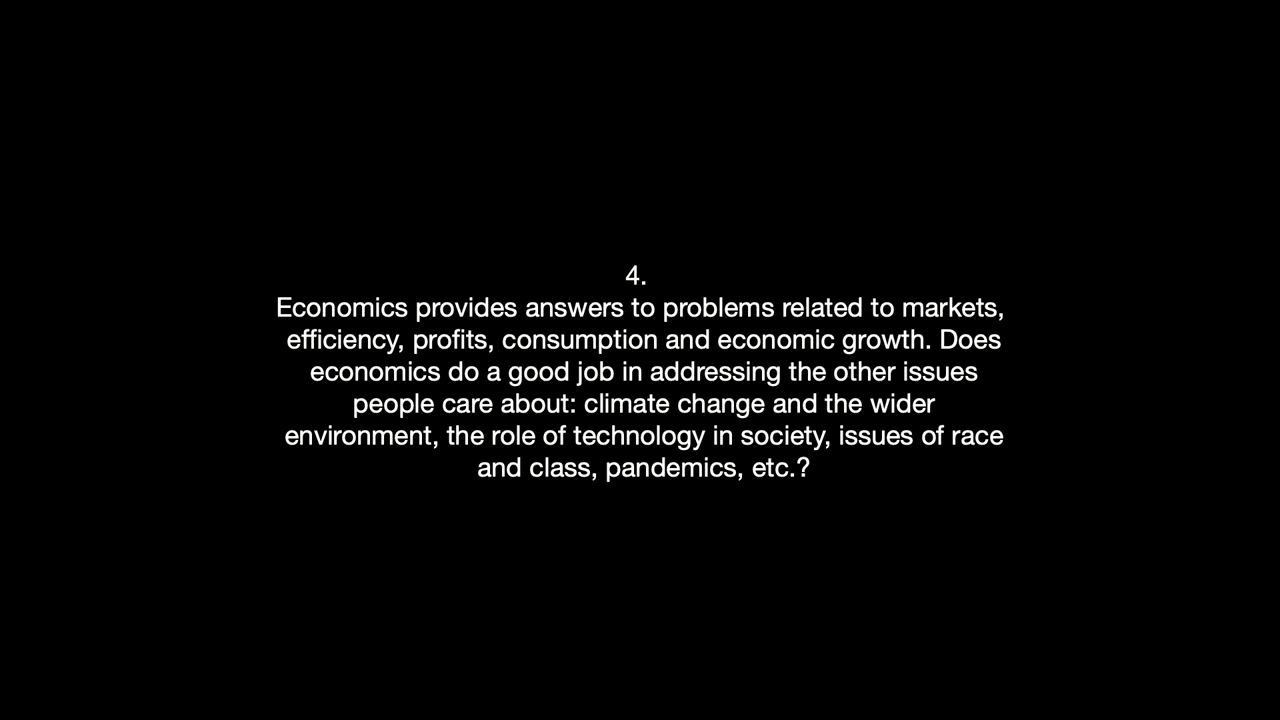 4.
Economics provides answers to problems related to markets,
efficiency, profits, consumption and economic growth. Does
economics do a good job in addressing the other issues
people care about: climate change and the wider
environment, the role of technology in society, issues of race
and class, pandemics, etc.?